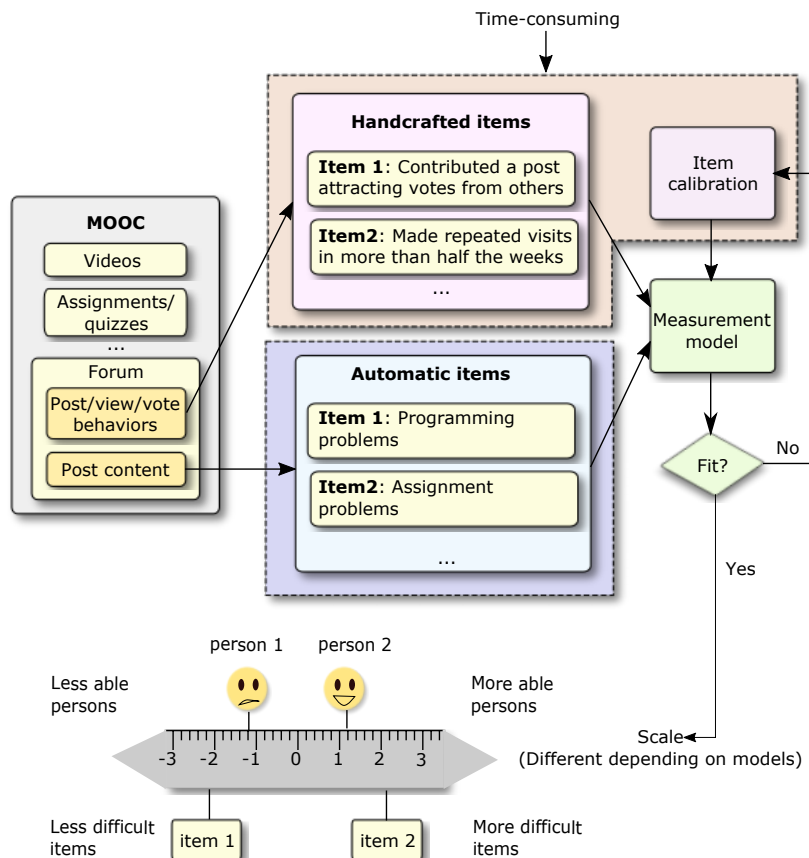 Time-consuming
Handcrafted items
Item 1: Contributed a post
attracting votes from others
Item2: Made repeated visits
in more than half the weeks
...
Item
calibration
MOOC
Videos
Assignments/
quizzes
...
Forum
Post/view/vote
behaviors
Post content
Automatic items
Item 1: Programming
problems
Item2: Assignment
problems
...
Measurement
model
Fit?
No
Yes
Scale
(Different depending on models)
person 1
person 2
Less able
persons
More able
persons
-3 -2 -1 0 1 2 3
Less difficult
items
item 1
item 2
More difficult
items